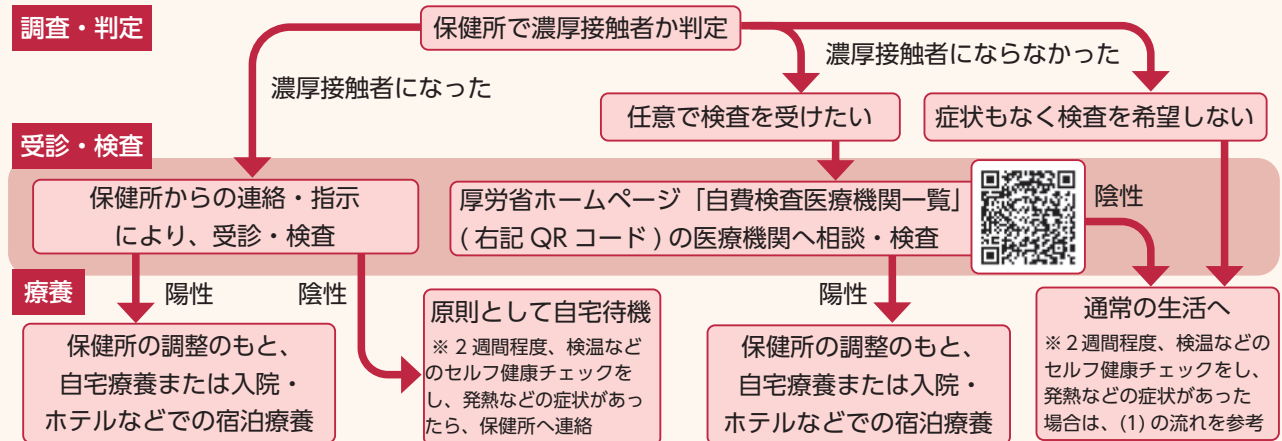 調査・判定
保健所で濃厚接触者か判定
濃厚接触者になった
濃厚接触者にならなかった
任意で検査を受けたい
症状もなく検査を希望しない
受診・検査
保健所からの連絡・指示
により、受診・検査
厚労省ホームページ「自費検査医療機関一覧」
( 右記 QR コード ) の医療機関へ相談・検査
陰性
療養
陽性
陰性
陽性
保健所の調整のもと、
自宅療養または入院・
ホテルなどでの宿泊療養
原則として自宅待機
※ 2 週間程度、検温など
のセルフ健康チェックを
し、発熱などの症状があっ
たら、保健所へ連絡
保健所の調整のもと、
自宅療養または入院・
ホテルなどでの宿泊療養
通常の生活へ
※ 2 週間程度、検温などの
セルフ健康チェックをし、
発熱などの症状があった
場合は、(1) の流れを参考